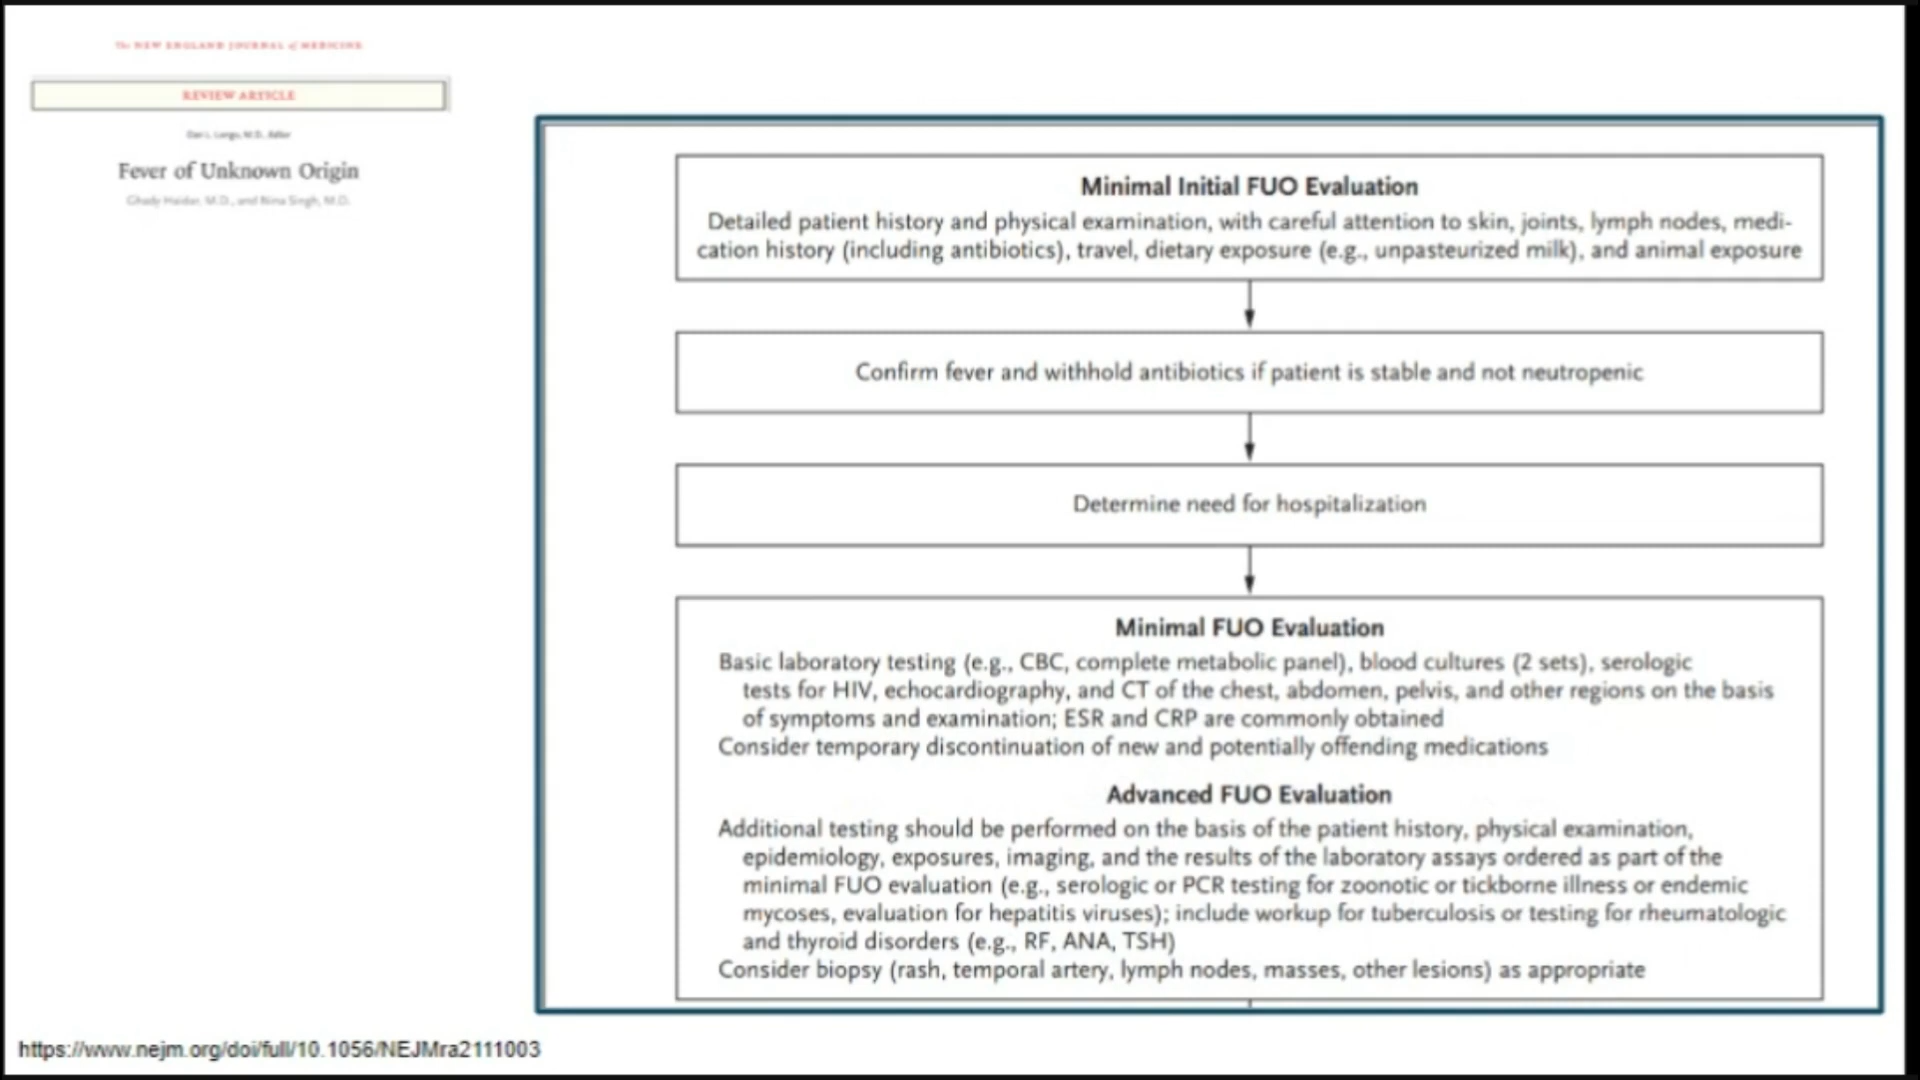 The NEW ENGLAND JOURNAL of MEDICINE
REVIEW ARTICLE
Dan L. Longo, M.D., Editor
Fever of Unknown Origin
Ghady Haidar, M.D., and Nina Singh, M.D.
Minimal Initial FUO Evaluation
Detailed patient history and physical examination, with careful attention to skin, joints, lymph nodes, medi-
cation history (including antibiotics), travel, dietary exposure (e.g., unpasteurized milk), and animal exposure
Confirm fever and withhold antibiotics if patient is stable and not neutropenic
Determine need for hospitalization
Minimal FUO Evaluation
Basic laboratory testing (e.g., CBC, complete metabolic panel), blood cultures (2 sets), serologic
tests for HIV, echocardiography, and CT of the chest, abdomen, pelvis, and other regions on the basis
of symptoms and examination; ESR and CRP are commonly obtained
Consider temporary discontinuation of new and potentially offending medications
Advanced FUO Evaluation
Additional testing should be performed on the basis of the patient history, physical examination,
epidemiology, exposures, imaging, and the results of the laboratory assays ordered as part of the
minimal FUO evaluation (e.g., serologic or PCR testing for zoonotic or tickborne illness or endemic
mycoses, evaluation for hepatitis viruses); include workup for tuberculosis or testing for rheumatologic
and thyroid disorders (e.g., RF, ANA, TSH)
Consider biopsy (rash, temporal artery, lymph nodes, masses, other lesions) as appropriate
https://www.nejm.org/doi/full/10.1056/NEJMra2111003